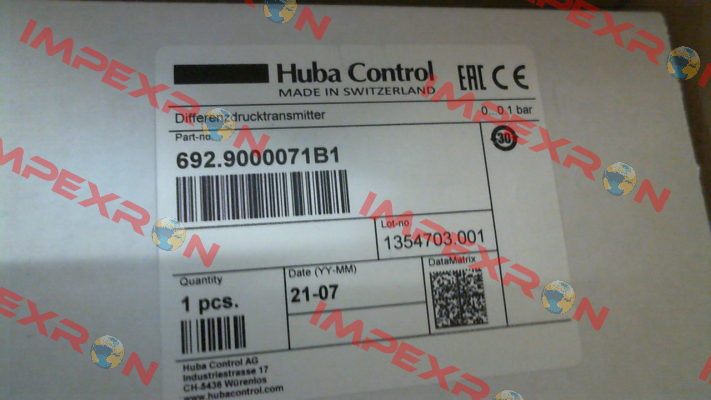 Huba Control
MADE IN SWITZERLAND
EAC CE
Differenzdrucktransmitter 0...0.1 bar
Part-no.
692.9000071B1
30
Lot-no
1354703.001
Quantity
1 pcs.
Date (YY-MM)
21-07
DataMatrix
Huba Control AG
Industriestrasse 17
CH-5436 Würenlos
www.hubacontrol.com
IMPEXRON